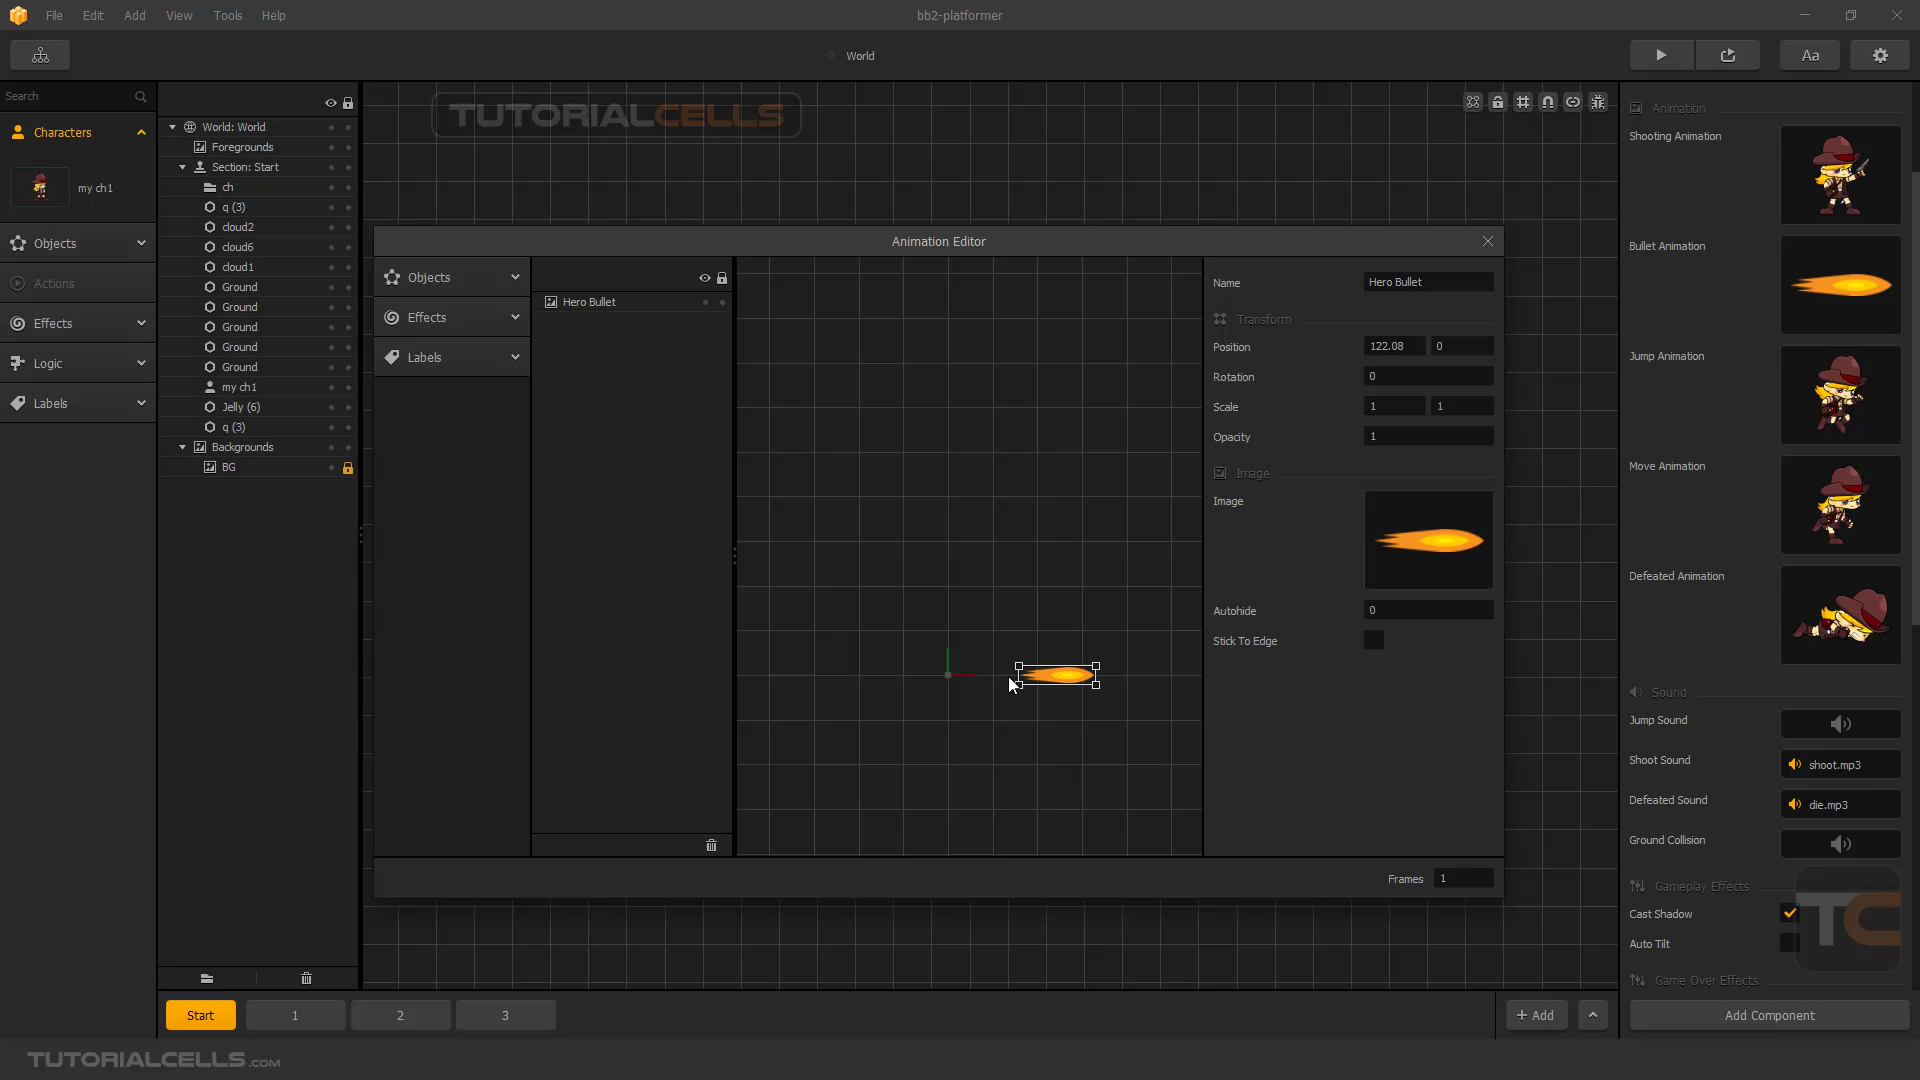 File Edit Add View Tools Help
bb2-platformer
World
Aa
Search
Characters
my ch1
Objects
Actions
Effects
Logic
Labels
World: World
Foregrounds
Section: Start
ch
q (3)
cloud2
cloud6
cloud1
Ground
Ground
Ground
Ground
Ground
my ch1
Jelly (6)
q (3)
Backgrounds
BG
TUTORIALCELLS
Animation Editor
Objects
Effects
Labels
Hero Bullet
Name Hero Bullet
Transform
Position 122.08 0
Rotation 0
Scale 1 1
Opacity 1
Image
Image
Autohide 0
Stick To Edge
Frames 1
Animation
Shooting Animation
Bullet Animation
Jump Animation
Move Animation
Defeated Animation
Sound
Jump Sound
Shoot Sound shoot.mp3
Defeated Sound die.mp3
Ground Collision
Gameplay Effects
Cast Shadow
Auto Tilt
TC
Game Over Effects
Start 1 2 3
+ Add
Add Component
TUTORIALCELLS.COM